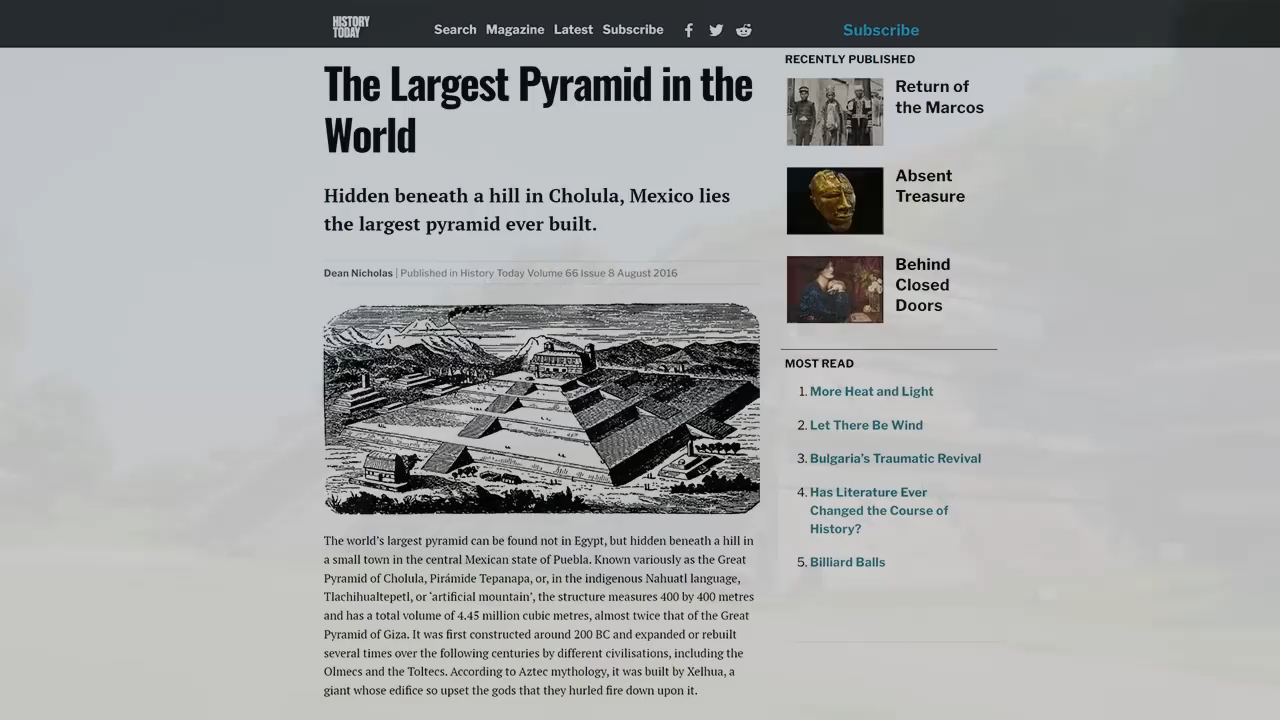 HISTORY
TODAY
Search Magazine Latest Subscribe
Subscribe
The Largest Pyramid in the
World
Hidden beneath a hill in Cholula, Mexico lies
the largest pyramid ever built.
Dean Nicholas | Published in History Today Volume 66 Issue 8 August 2016
The world’s largest pyramid can be found not in Egypt, but hidden beneath a hill in
a small town in the central Mexican state of Puebla. Known variously as the Great
Pyramid of Cholula, Pirámide Tepanapa, or, in the indigenous Nahuatl language,
Tlachihualtepetl, or ‘artificial mountain’, the structure measures 400 by 400 metres
and has a total volume of 4.45 million cubic metres, almost twice that of the Great
Pyramid of Giza. It was first constructed around 200 BC and expanded or rebuilt
several times over the following centuries by different civilisations, including the
Olmecs and the Toltecs. According to Aztec mythology, it was built by Xelhua, a
giant whose edifice so upset the gods that they hurled fire down upon it.
RECENTLY PUBLISHED
Return of
the Marcos
Absent
Treasure
Behind
Closed
Doors
MOST READ
1. More Heat and Light
2. Let There Be Wind
3. Bulgaria’s Traumatic Revival
4. Has Literature Ever
Changed the Course of
History?
5. Billiard Balls